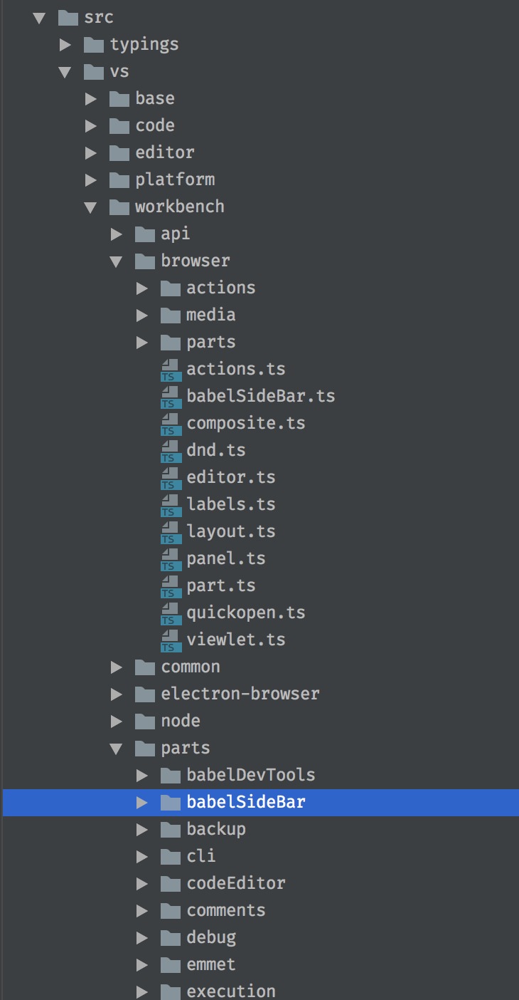 src
typings
vs
base
code
editor
platform
workbench
api
browser
actions
media
parts
TS actions.ts
TS babelSideBar.ts
TS composite.ts
TS dnd.ts
TS editor.ts
TS labels.ts
TS layout.ts
TS panel.ts
TS part.ts
TS quickopen.ts
TS viewlet.ts
common
electron-browser
node
parts
babelDevTools
babelSideBar
backup
cli
codeEditor
comments
debug
emmet
execution